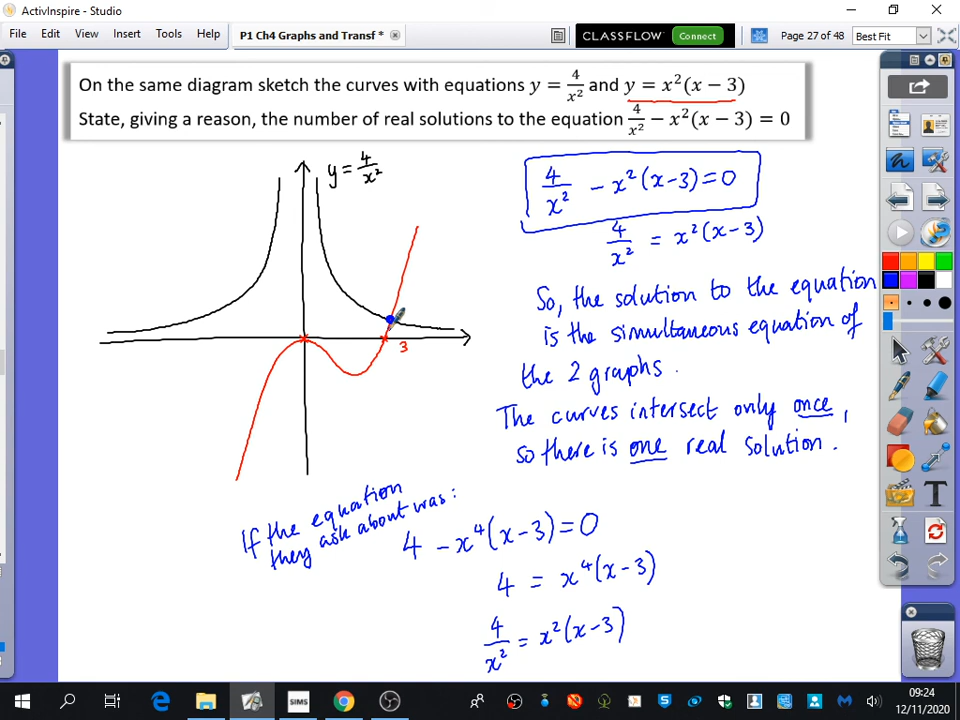 ActivInspire - Studio
File Edit View Insert Tools Help
P1 Ch4 Graphs and Transf *
CLASSFLOW Connect
Page 27 of 48
Best Fit
On the same diagram sketch the curves with equations y = 4/x² and y = x²(x − 3)
State, giving a reason, the number of real solutions to the equation 4/x² − x²(x − 3) = 0
y = 4/x²
3
4/x² − x²(x−3) = 0
4/x² = x²(x−3)
So, the solution to the equation
is the simultaneous equation of
the 2 graphs.
The curves intersect only once,
so there is one real solution.
If the equation
they ask about was:
4 − x⁴(x−3) = 0
4 = x⁴(x−3)
4/x² = x²(x−3)
SIMS
09:24
12/11/2020